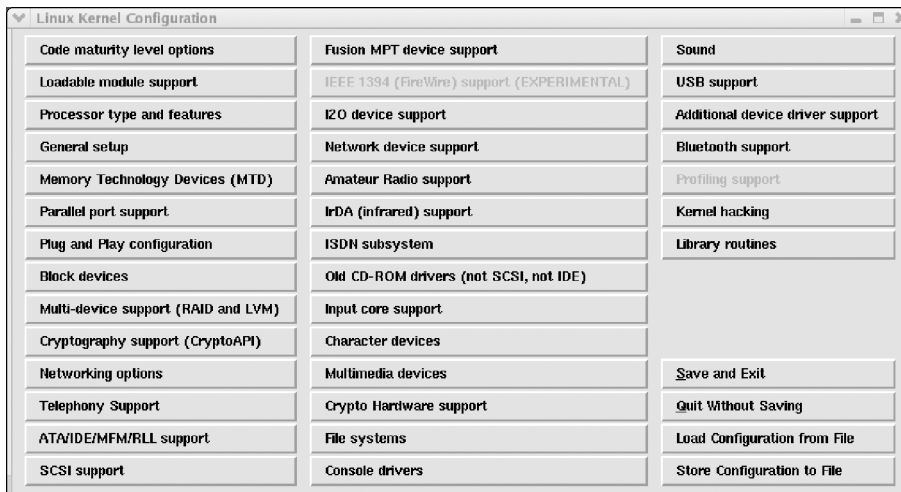 Linux Kernel Configuration
Code maturity level options
Loadable module support
Processor type and features
General setup
Memory Technology Devices (MTD)
Parallel port support
Plug and Play configuration
Block devices
Multi-device support (RAID and LVM)
Cryptography support (CryptoAPI)
Networking options
Telephony Support
ATA/IDE/MFM/RLL support
SCSI support
Fusion MPT device support
IEEE 1394 (FireWire) support (EXPERIMENTAL)
I2O device support
Network device support
Amateur Radio support
IrDA (infrared) support
ISDN subsystem
Old CD-ROM drivers (not SCSI, not IDE)
Input core support
Character devices
Multimedia devices
Crypto Hardware support
File systems
Console drivers
Sound
USB support
Additional device driver support
Bluetooth support
Profiling support
Kernel hacking
Library routines
Save and Exit
Quit Without Saving
Load Configuration from File
Store Configuration to File